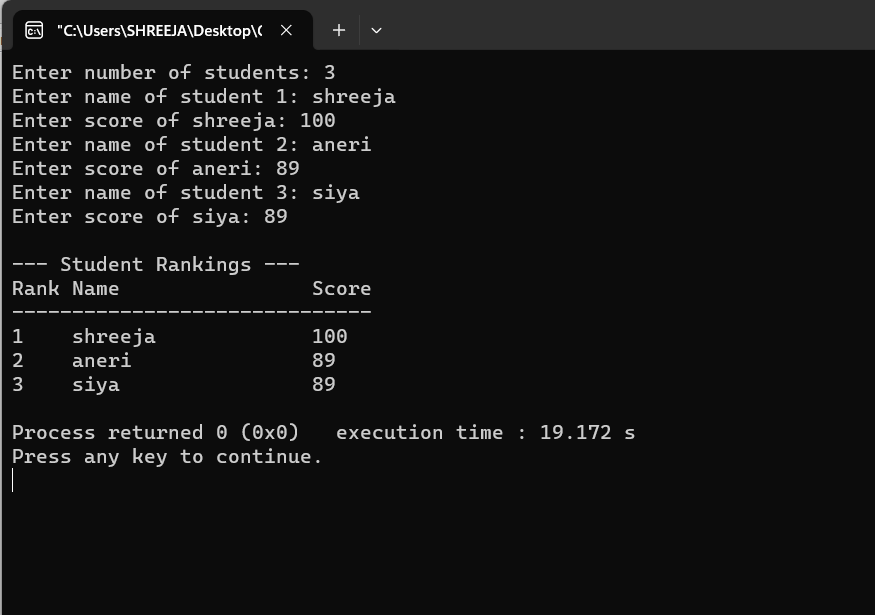 "C:\Users\SHREEJA\Desktop\
Enter number of students: 3
Enter name of student 1: shreeja
Enter score of shreeja: 100
Enter name of student 2: aneri
Enter score of aneri: 89
Enter name of student 3: siya
Enter score of siya: 89
--- Student Rankings ---
Rank Name                Score
------------------------------
1    shreeja             100
2    aneri               89
3    siya                89
Process returned 0 (0x0)   execution time : 19.172 s
Press any key to continue.